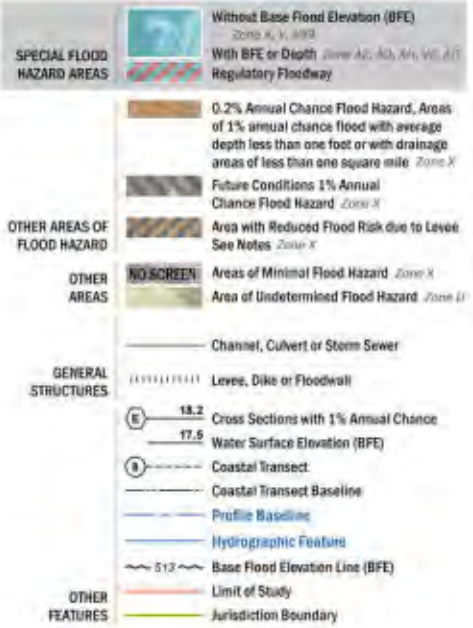 SPECIAL FLOOD
HAZARD AREAS
Without Base Flood Elevation (BFE)
Zone A, V, A99
With BFE or Depth Zone AE, AO, AH, VE, AR
Regulatory Floodway
OTHER AREAS OF
FLOOD HAZARD
0.2% Annual Chance Flood Hazard, Areas
of 1% annual chance flood with average
depth less than one foot or with drainage
areas of less than one square mile Zone X
Future Conditions 1% Annual
Chance Flood Hazard Zone X
Area with Reduced Flood Risk due to Levee
See Notes Zone X
OTHER
AREAS
NO SCREEN
Areas of Minimal Flood Hazard Zone X
Area of Undetermined Flood Hazard Zone D
GENERAL
STRUCTURES
Channel, Culvert or Storm Sewer
Levee, Dike or Floodwall
18.2
Cross Sections with 1% Annual Chance
17.5
Water Surface Elevation (BFE)
8
Coastal Transect
Coastal Transect Baseline
Profile Baseline
Hydrographic Feature
513
Base Flood Elevation Line (BFE)
OTHER
FEATURES
Limit of Study
Jurisdiction Boundary